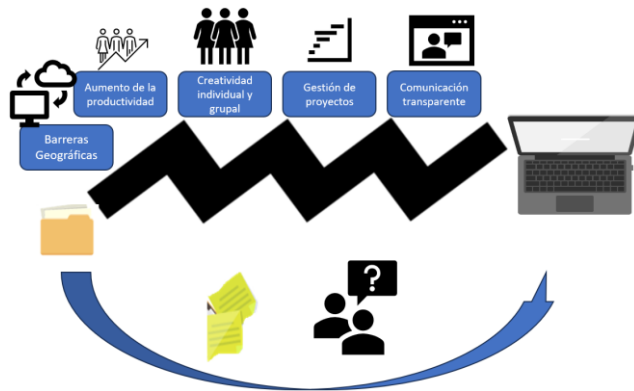 Aumento de la
productividad
Creatividad
individual y
grupal
Gestión de
proyectos
Comunicación
transparente
Barreras
Geográficas
?